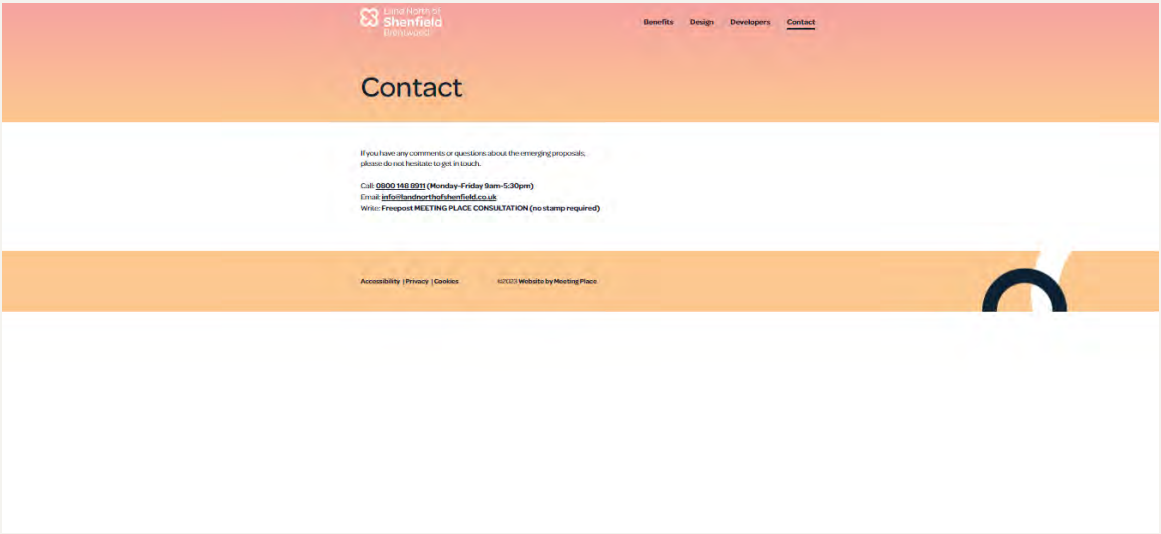 Land North of
Shenfield
Brentwood
Benefits Design Developers Contact
Contact
If you have any comments or questions about the emerging proposals,
please do not hesitate to get in touch.
Call: 0800 148 8911 (Monday-Friday 9am-5:30pm)
Email: info@landnorthofshenfield.co.uk
Write: Freepost MEETING PLACE CONSULTATION (no stamp required)
Accessibility | Privacy | Cookies ©2023 Website by Meeting Place